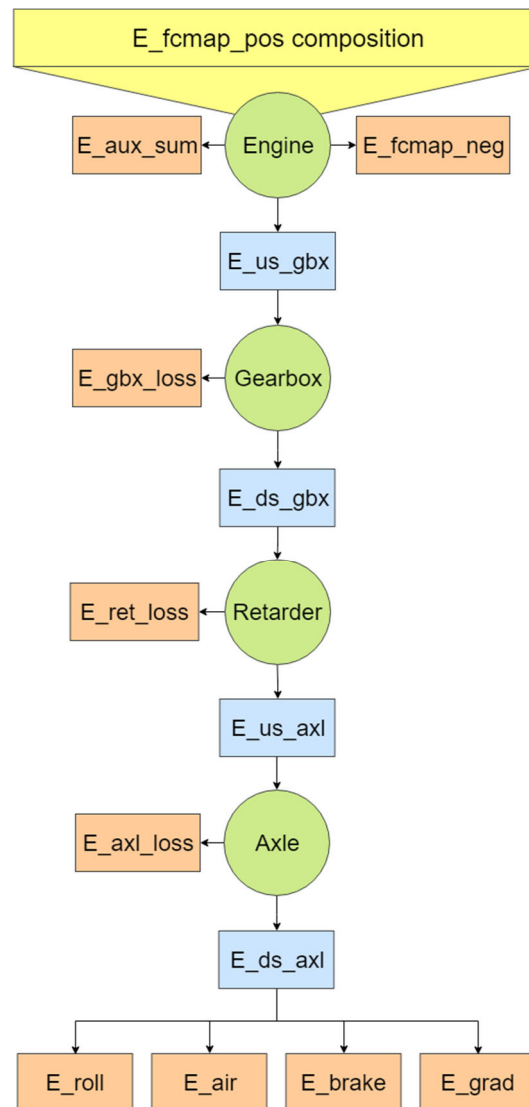 E_fcmap_pos composition
E_aux_sum
Engine
E_fcmap_neg
E_us_gbx
E_gbx_loss
Gearbox
E_ds_gbx
E_ret_loss
Retarder
E_us_axl
E_axl_loss
Axle
E_ds_axl
E_roll
E_air
E_brake
E_grad